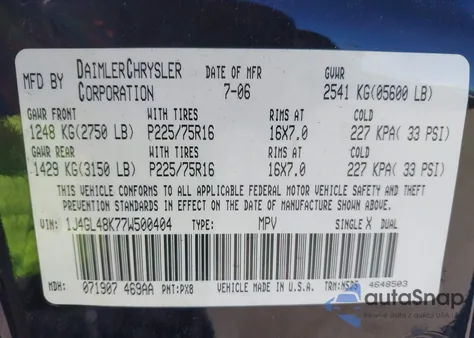 MFD BY DAIMLERCHRYSLER CORPORATION DATE OF MFR 7-06 GVWR 2541 KG(05600 LB)
GAWR FRONT WITH TIRES RIMS AT COLD
1248 KG(2750 LB) P225/75R16 16X7.0 227 KPA( 33 PSI)
GAWR REAR WITH TIRES RIMS AT COLD
1429 KG(3150 LB) P225/75R16 16X7.0 227 KPA( 33 PSI)
THIS VEHICLE CONFORMS TO ALL APPLICABLE FEDERAL MOTOR VEHICLE SAFETY AND THEFT
PREVENTION STANDARDS IN EFFECT ON THE DATE OF MANUFACTURE SHOWN ABOVE.
VIN: 1J4GL48K77W500404 TYPE: MPV SINGLE X DUAL
MDH: 071907 469AA PNT:PX8 VEHICLE MADE IN U.S.A. TRM:NSDS 4648503
autoSnap